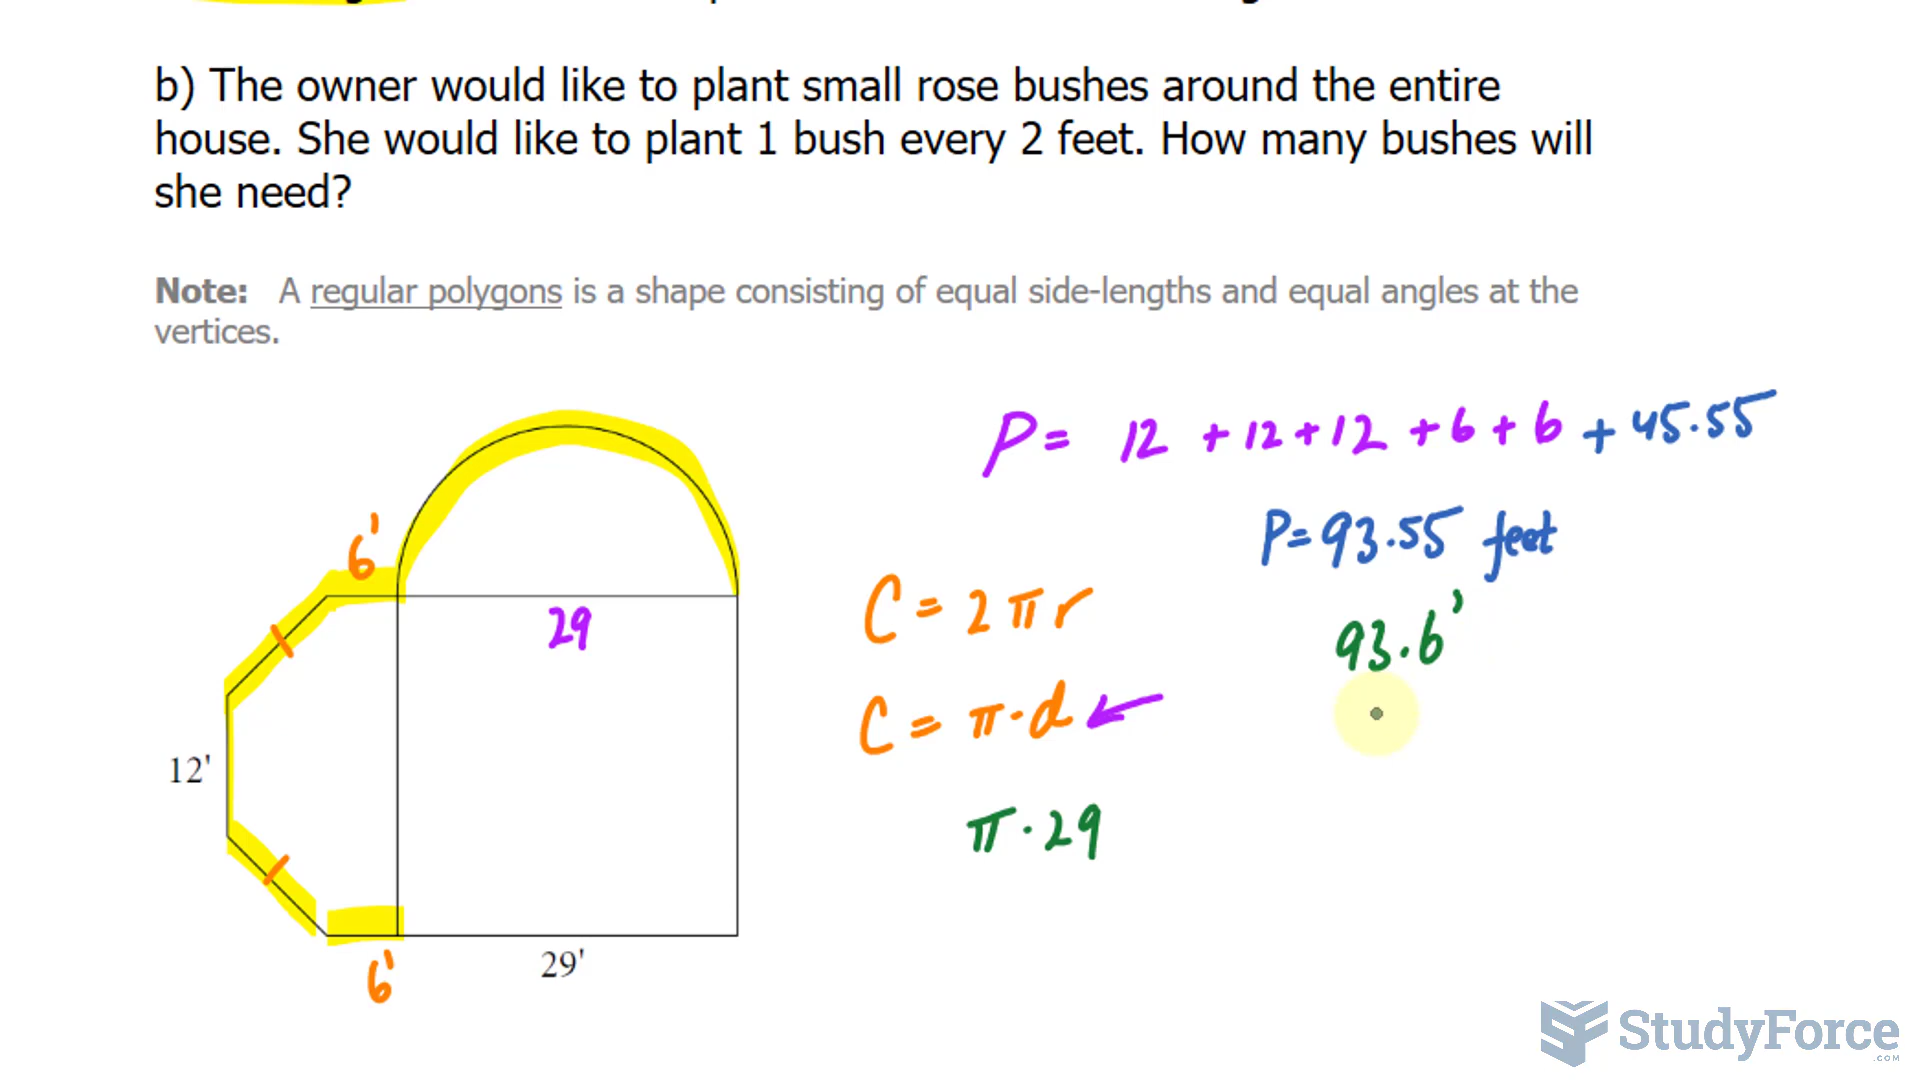 b) The owner would like to plant small rose bushes around the entire
house. She would like to plant 1 bush every 2 feet. How many bushes will
she need?
Note: A regular polygons is a shape consisting of equal side-lengths and equal angles at the
vertices.
P = 12 + 12 + 12 + 6 + 6 + 45.55
P = 93.55 feet
6'
C = 2πr
29
93.6'
C = π·d
12'
π·29
29'
6'
StudyForce
.COM